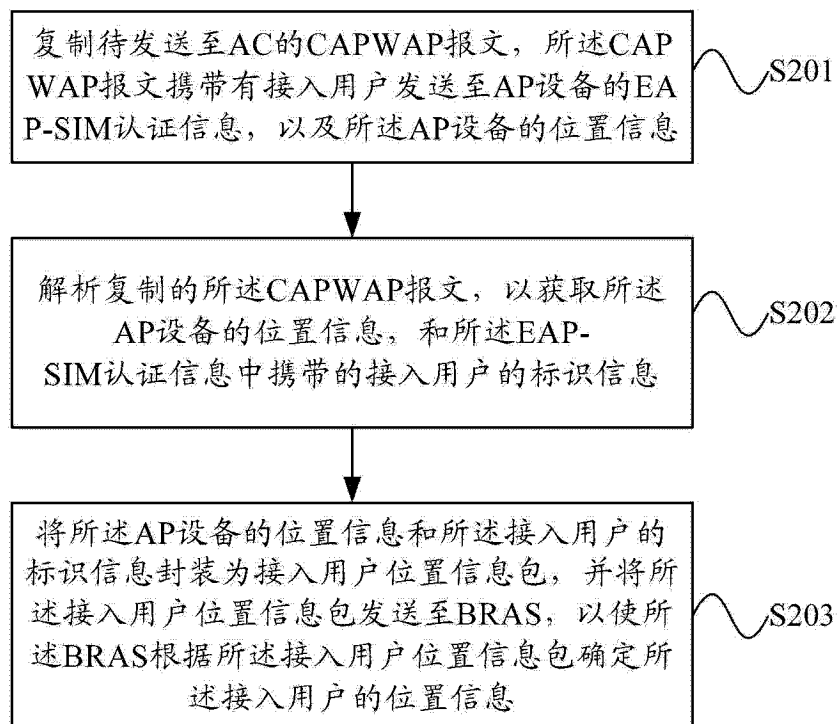 复制待发送至AC的CAPWAP报文，所述CAP
WAP报文携带有接入用户发送至AP设备的EA
P-SIM认证信息，以及所述AP设备的位置信息
S201
解析复制的所述CAPWAP报文，以获取所述
AP设备的位置信息，和所述EAP-
SIM认证信息中携带的接入用户的标识信息
S202
将所述AP设备的位置信息和所述接入用户的
标识信息封装为接入用户位置信息包，并将所
述接入用户位置信息包发送至BRAS，以使所
述BRAS根据所述接入用户位置信息包确定所
述接入用户的位置信息
S203